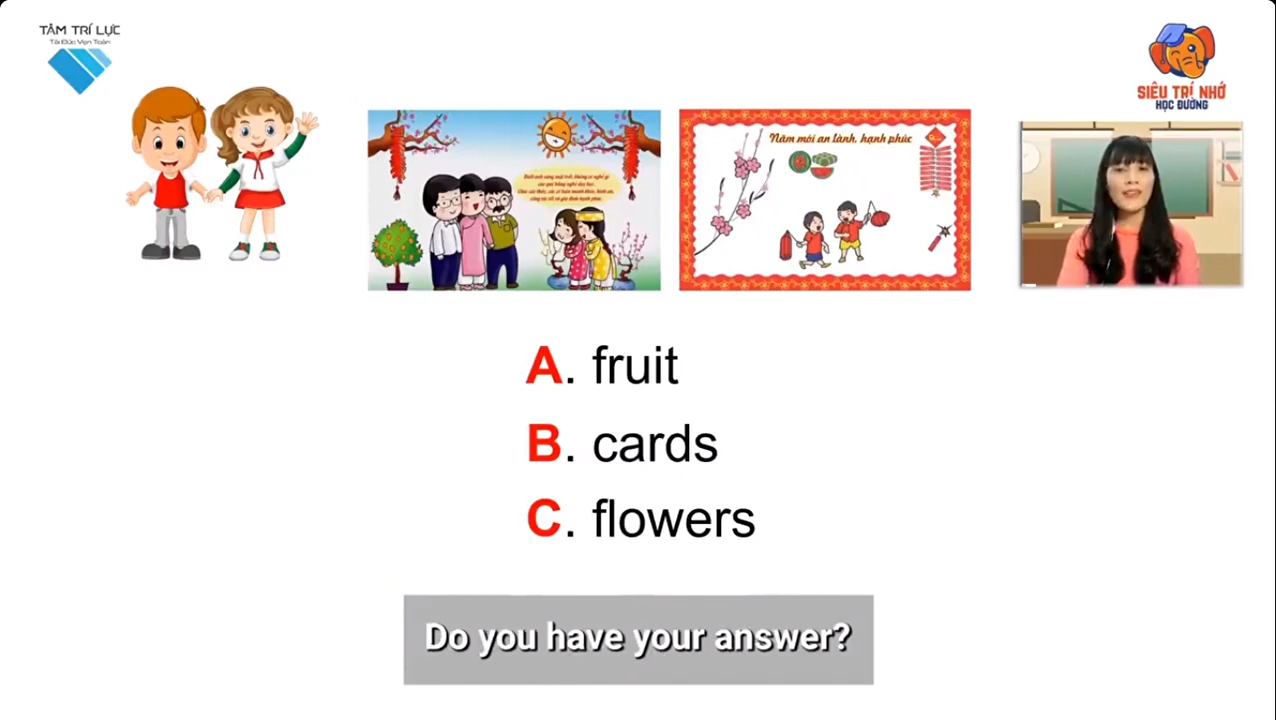 TÂM TRÍ LỰC
Tài Đức Vẹn Toàn
SIÊU TRÍ NHỚ
HỌC ĐƯỜNG
Năm mới an lành, hạnh phúc
A. fruit
B. cards
C. flowers
Do you have your answer?